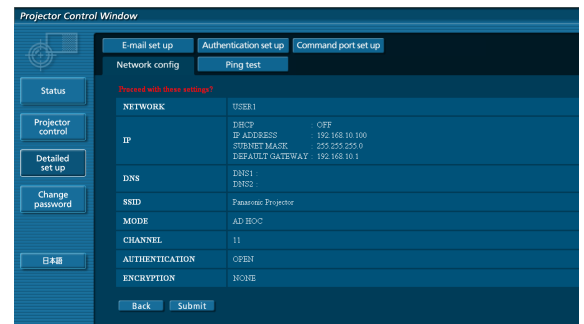 Projector Control Window
E-mail set up
Authentication set up
Command port set up
Network config
Ping test
Status
Projector control
Detailed set up
Change password
日本語
Proceed with these settings?
NETWORK USER1
IP DHCP : OFF
IP ADDRESS : 192.168.10.100
SUBNET MASK : 255.255.255.0
DEFAULT GATEWAY : 192.168.10.1
DNS DNS1 :
DNS2 :
SSID Panasonic Projector
MODE AD HOC
CHANNEL 11
AUTHENTICATION OPEN
ENCRYPTION NONE
Back Submit